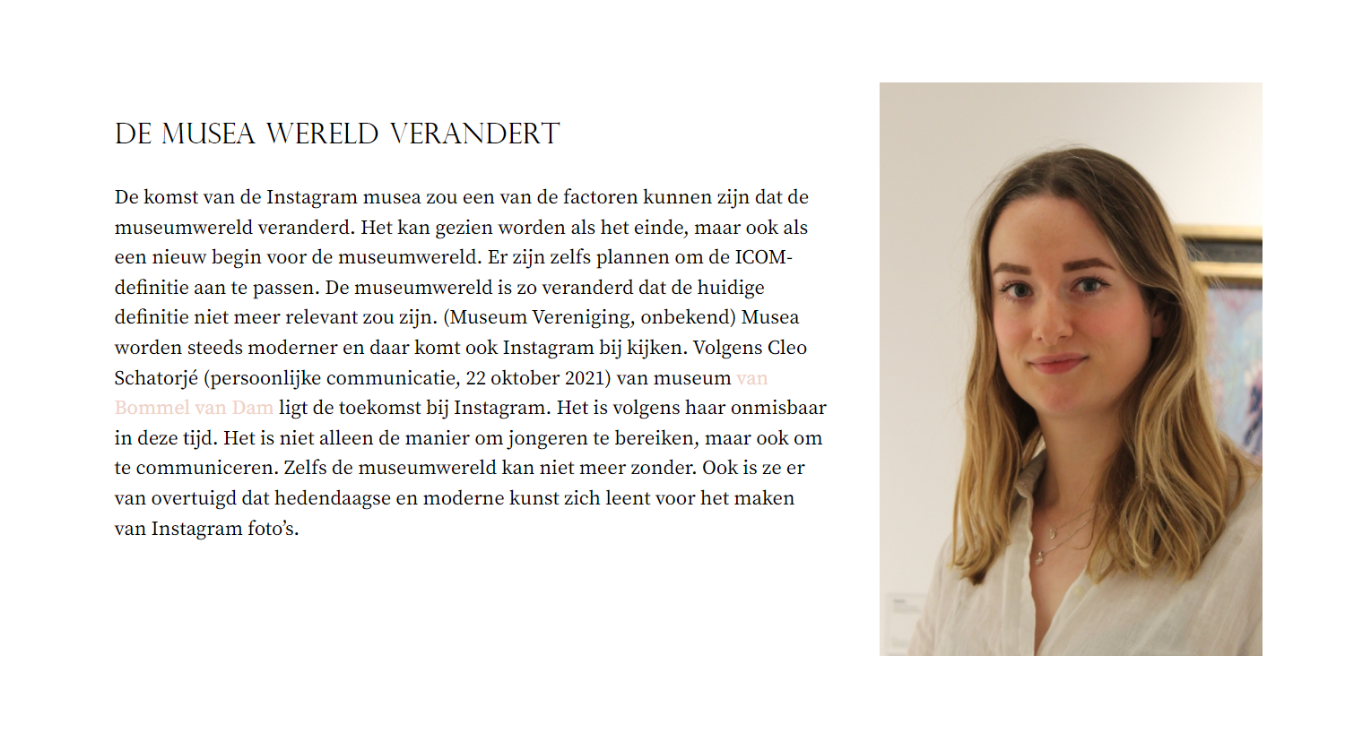 DE MUSEA WERELD VERANDERT
De komst van de Instagram musea zou een van de factoren kunnen zijn dat de
museumwereld veranderd. Het kan gezien worden als het einde, maar ook als
een nieuw begin voor de museumwereld. Er zijn zelfs plannen om de ICOM-
definitie aan te passen. De museumwereld is zo veranderd dat de huidige
definitie niet meer relevant zou zijn. (Museum Vereniging, onbekend) Musea
worden steeds moderner en daar komt ook Instagram bij kijken. Volgens Cleo
Schatorjé (persoonlijke communicatie, 22 oktober 2021) van museum van
Bommel van Dam ligt de toekomst bij Instagram. Het is volgens haar onmisbaar
in deze tijd. Het is niet alleen de manier om jongeren te bereiken, maar ook om
te communiceren. Zelfs de museumwereld kan niet meer zonder. Ook is ze er
van overtuigd dat hedendaagse en moderne kunst zich leent voor het maken
van Instagram foto’s.